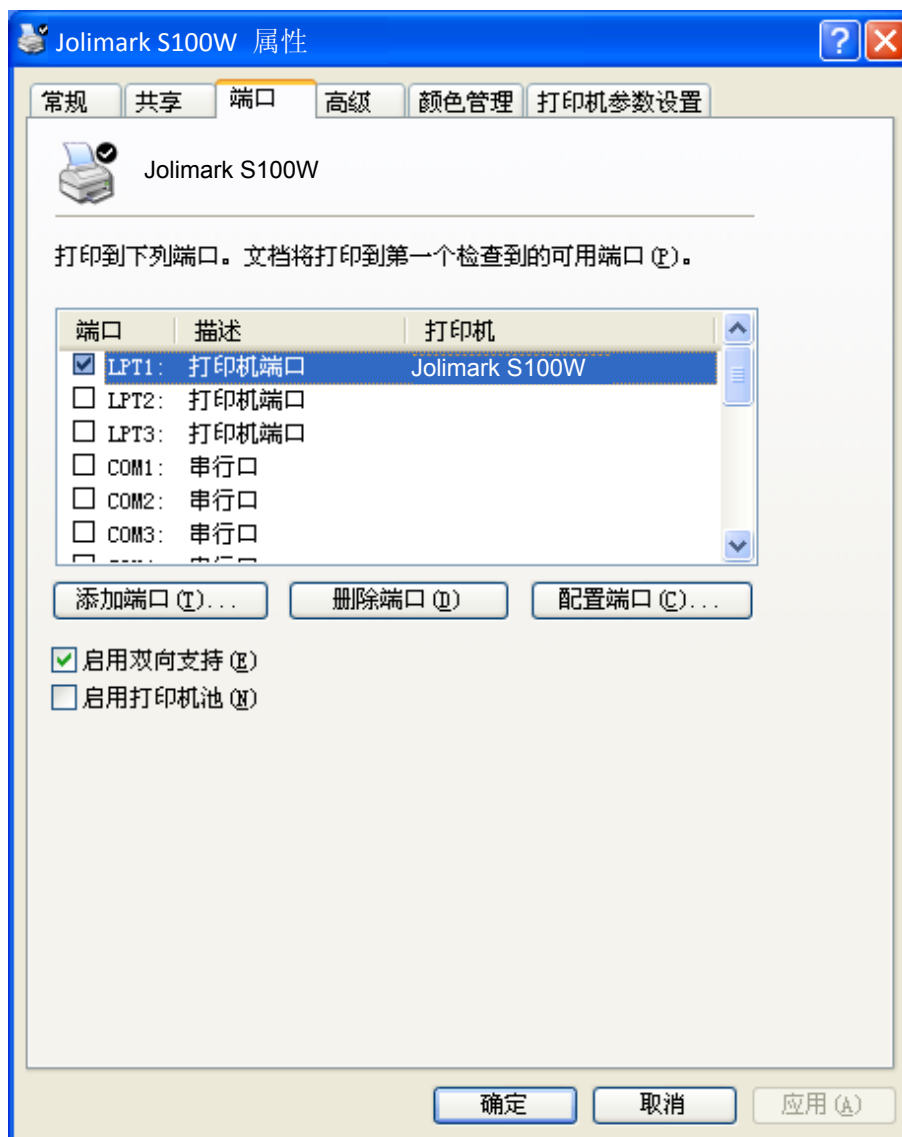 Jolimark S100W 属性
常规 共享 端口 高级 颜色管理 打印机参数设置
Jolimark S100W
打印到下列端口。文档将打印到第一个检查到的可用端口(P)。
端口 描述 打印机
LPT1: 打印机端口 Jolimark S100W
LPT2: 打印机端口
LPT3: 打印机端口
COM1: 串行口
COM2: 串行口
COM3: 串行口
添加端口(T)... 删除端口(D) 配置端口(C)...
启用双向支持(E)
启用打印机池(N)
确定 取消 应用(A)